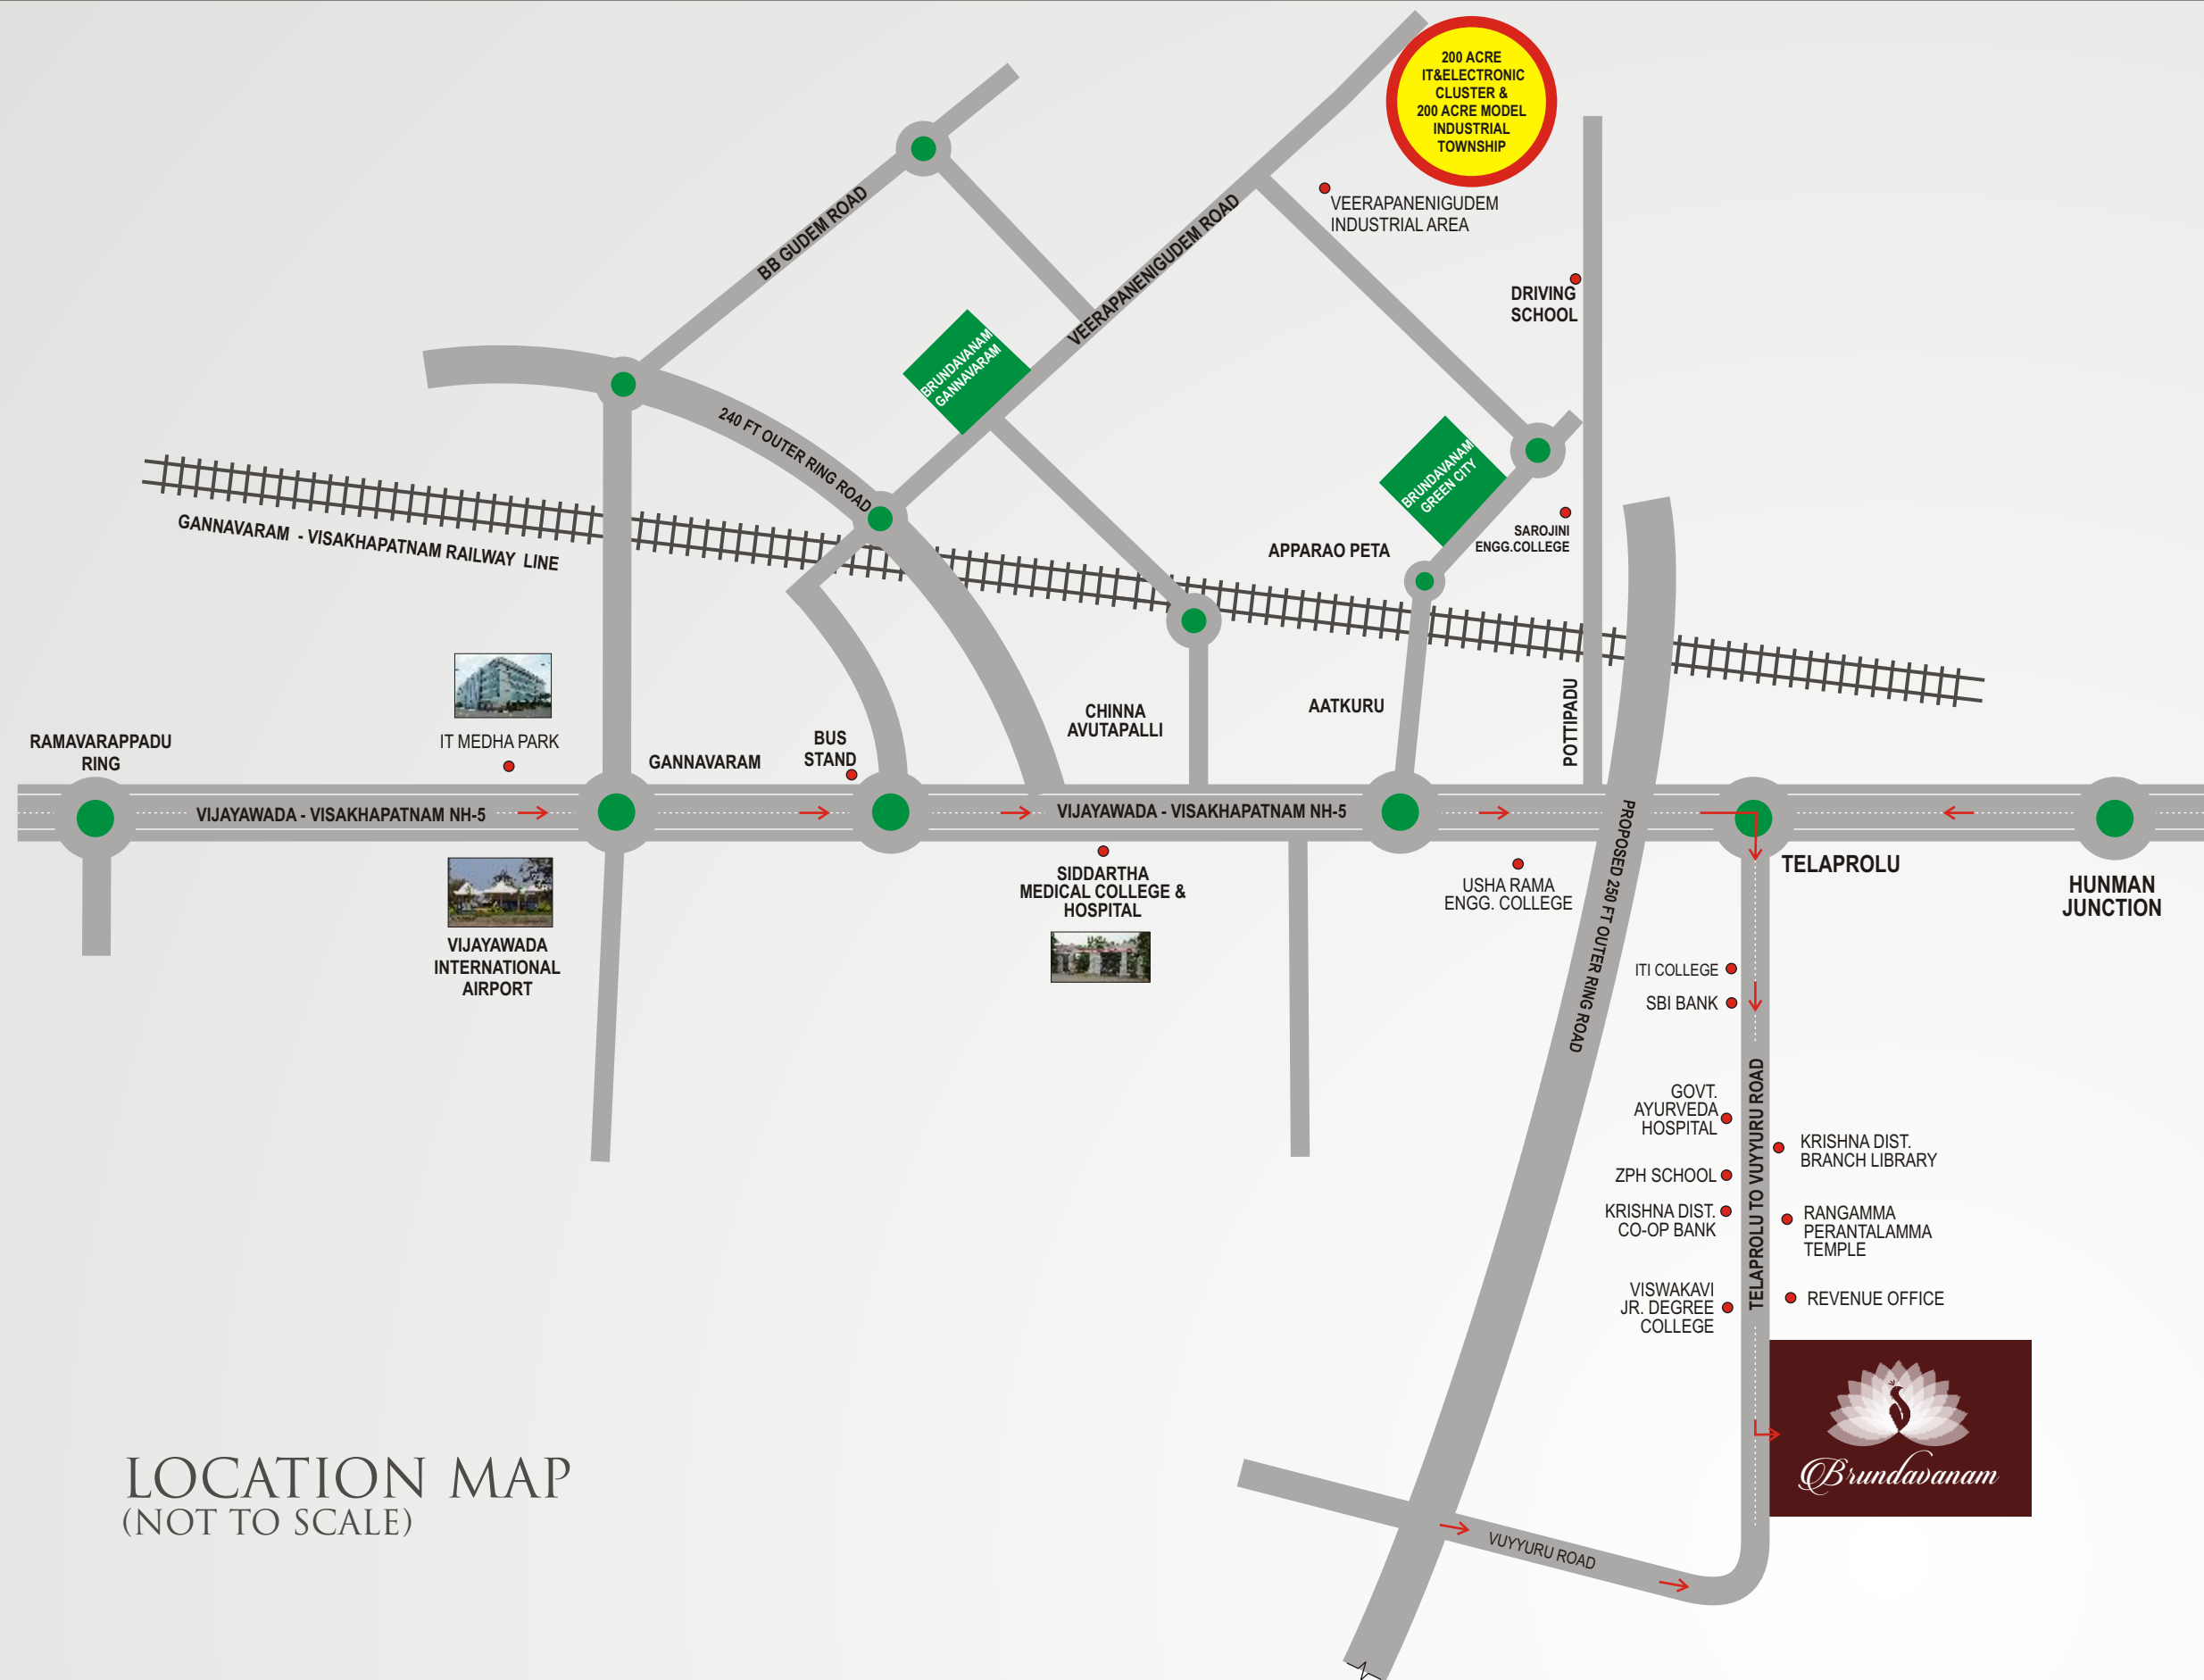 200 ACRE
IT&ELECTRONIC
CLUSTER &
200 ACRE MODEL
INDUSTRIAL
TOWNSHIP
VEERAPANENIGUDEM
INDUSTRIAL AREA
BB GUDEM ROAD
VEERAPANENIGUDEM ROAD
DRIVING
SCHOOL
BRUNDAVANAM
GANNAVARAM
240 FT OUTER RING ROAD
BRUNDAVANAM
GREEN CITY
GANNAVARAM - VISAKHAPATNAM RAILWAY LINE
SAROJINI
ENGG.COLLEGE
APPARAO PETA
AATKURU
POTTIPADU
CHINNA
AVUTAPALLI
RAMAVARAPPADU
RING
IT MEDHA PARK
GANNAVARAM
BUS
STAND
VIJAYAWADA - VISAKHAPATNAM NH-5
VIJAYAWADA - VISAKHAPATNAM NH-5
PROPOSED 250 FT OUTER RING ROAD
TELAPROLU
HUNMAN
JUNCTION
VIJAYAWADA
INTERNATIONAL
AIRPORT
SIDDARTHA
MEDICAL COLLEGE &
HOSPITAL
USHA RAMA
ENGG. COLLEGE
ITI COLLEGE
SBI BANK
TELAPROLU TO VUYYURU ROAD
GOVT.
AYURVEDA
HOSPITAL
KRISHNA DIST.
BRANCH LIBRARY
ZPH SCHOOL
KRISHNA DIST.
CO-OP BANK
RANGAMMA
PERANTALAMMA
TEMPLE
VISWAKAVI
JR. DEGREE
COLLEGE
REVENUE OFFICE
Brundavanam
VUYYURU ROAD
LOCATION MAP
(NOT TO SCALE)